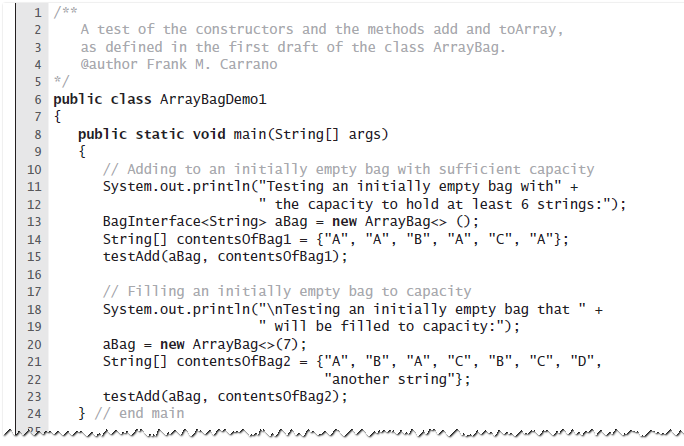 1 /**
2 A test of the constructors and the methods add and toArray,
3 as defined in the first draft of the class ArrayBag.
4 @author Frank M. Carrano
5 */
6 public class ArrayBagDemo1
7 {
8 public static void main(String[] args)
9 {
10 // Adding to an initially empty bag with sufficient capacity
11 System.out.println("Testing an initially empty bag with" +
12 " the capacity to hold at least 6 strings:");
13 BagInterface<String> aBag = new ArrayBag<> ();
14 String[] contentsOfBag1 = {"A", "A", "B", "A", "C", "A"};
15 testAdd(aBag, contentsOfBag1);
16
17 // Filling an initially empty bag to capacity
18 System.out.println("\nTesting an initially empty bag that " +
19 " will be filled to capacity:");
20 aBag = new ArrayBag<>(7);
21 String[] contentsOfBag2 = {"A", "B", "A", "C", "B", "C", "D",
22 "another string"};
23 testAdd(aBag, contentsOfBag2);
24 } // end main